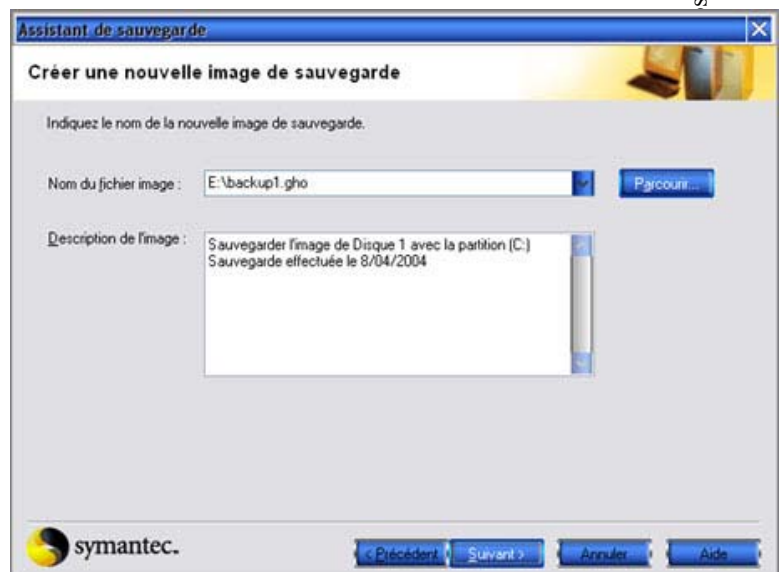 Assistant de sauvegarde
Créer une nouvelle image de sauvegarde
Indiquez le nom de la nouvelle image de sauvegarde.
Nom du fichier image : E:\backup1.gho Parcourir...
Description de l'image : Sauvegarder l'image de Disque 1 avec la partition (C:)
Sauvegarde effectuée le 8/04/2004
symantec. < Précédent Suivant > Annuler Aide